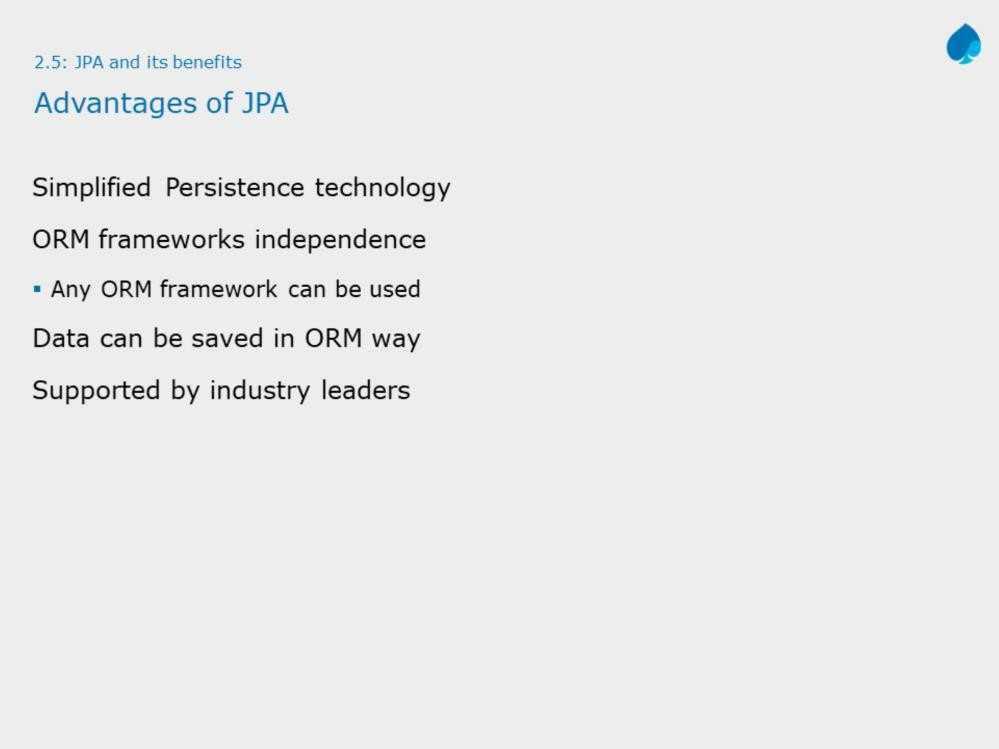 2.5: JPA and its benefits
Advantages of JPA
Simplified Persistence technology
ORM frameworks independence
▪ Any ORM framework can be used
Data can be saved in ORM way
Supported by industry leaders